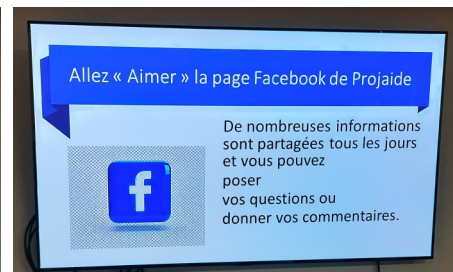 Allez « Aimer » la page Facebook de Projaide
De nombreuses informations
sont partagées tous les jours
et vous pouvez
poser
vos questions ou
donner vos commentaires.
f